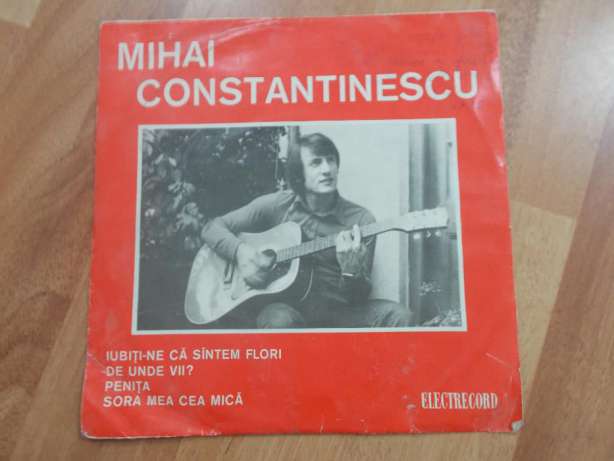 MIHAI
CONSTANTINESCU
IUBIȚI-NE CĂ SÎNTEM FLORI
DE UNDE VII?
PENIȚA
SORA MEA CEA MICĂ
ELECTRECORD